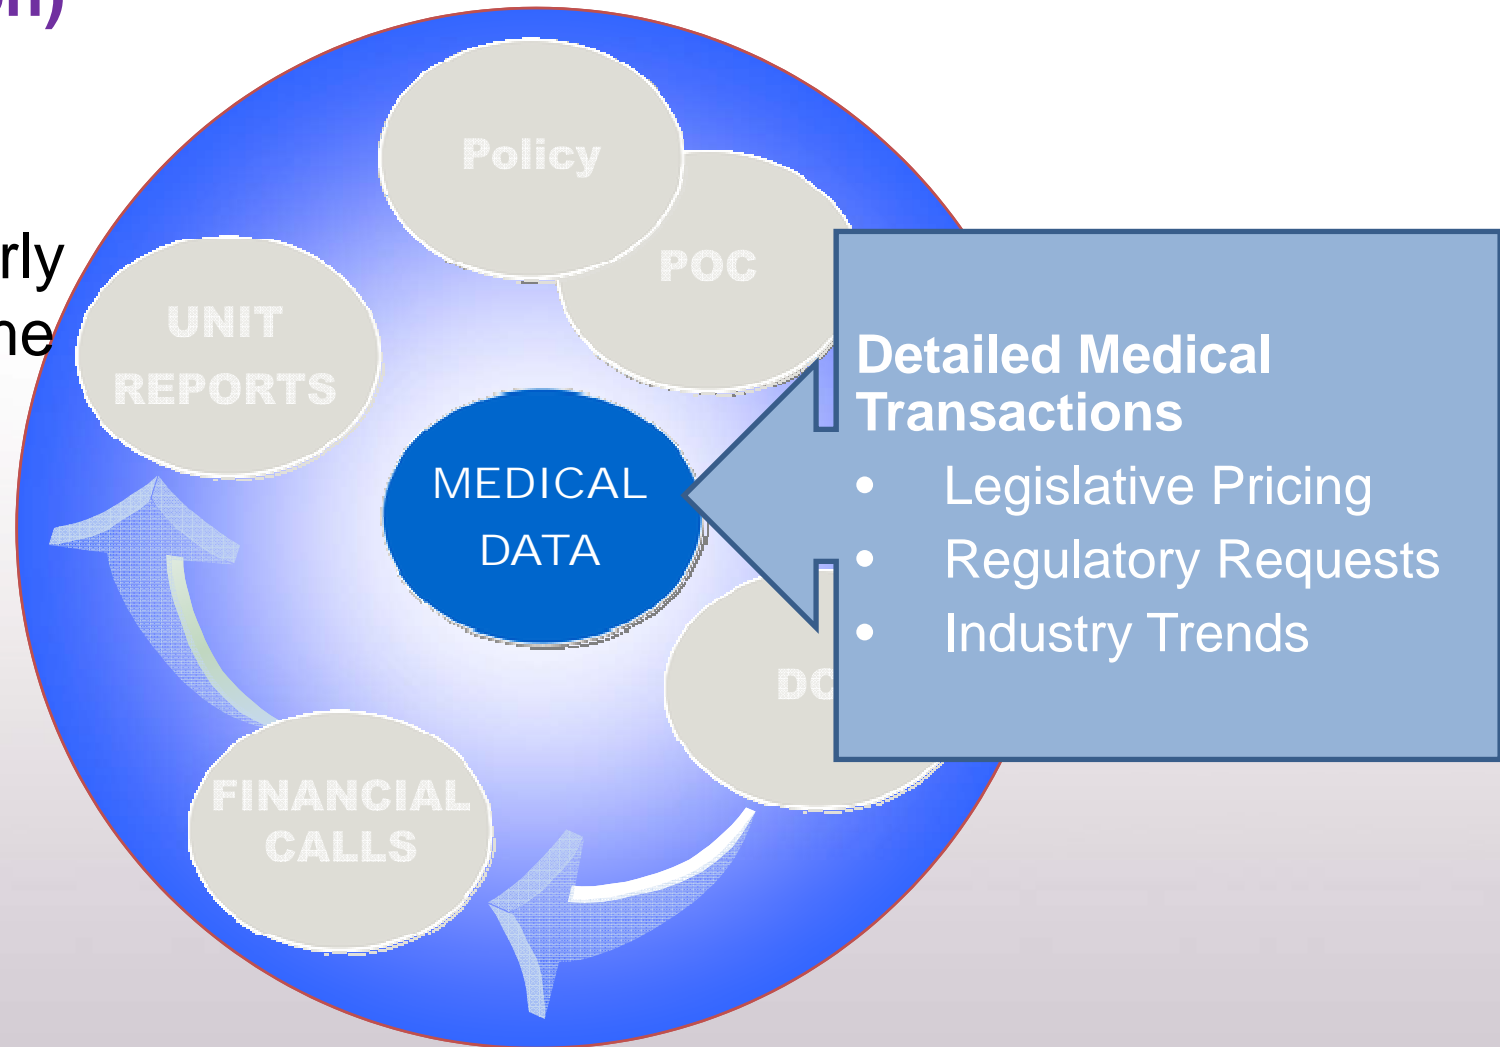 Policy
POC
UNIT
REPORTS
MEDICAL
DATA
Detailed Medical
Transactions
• Legislative Pricing
• Regulatory Requests
• Industry Trends
FINANCIAL
CALLS